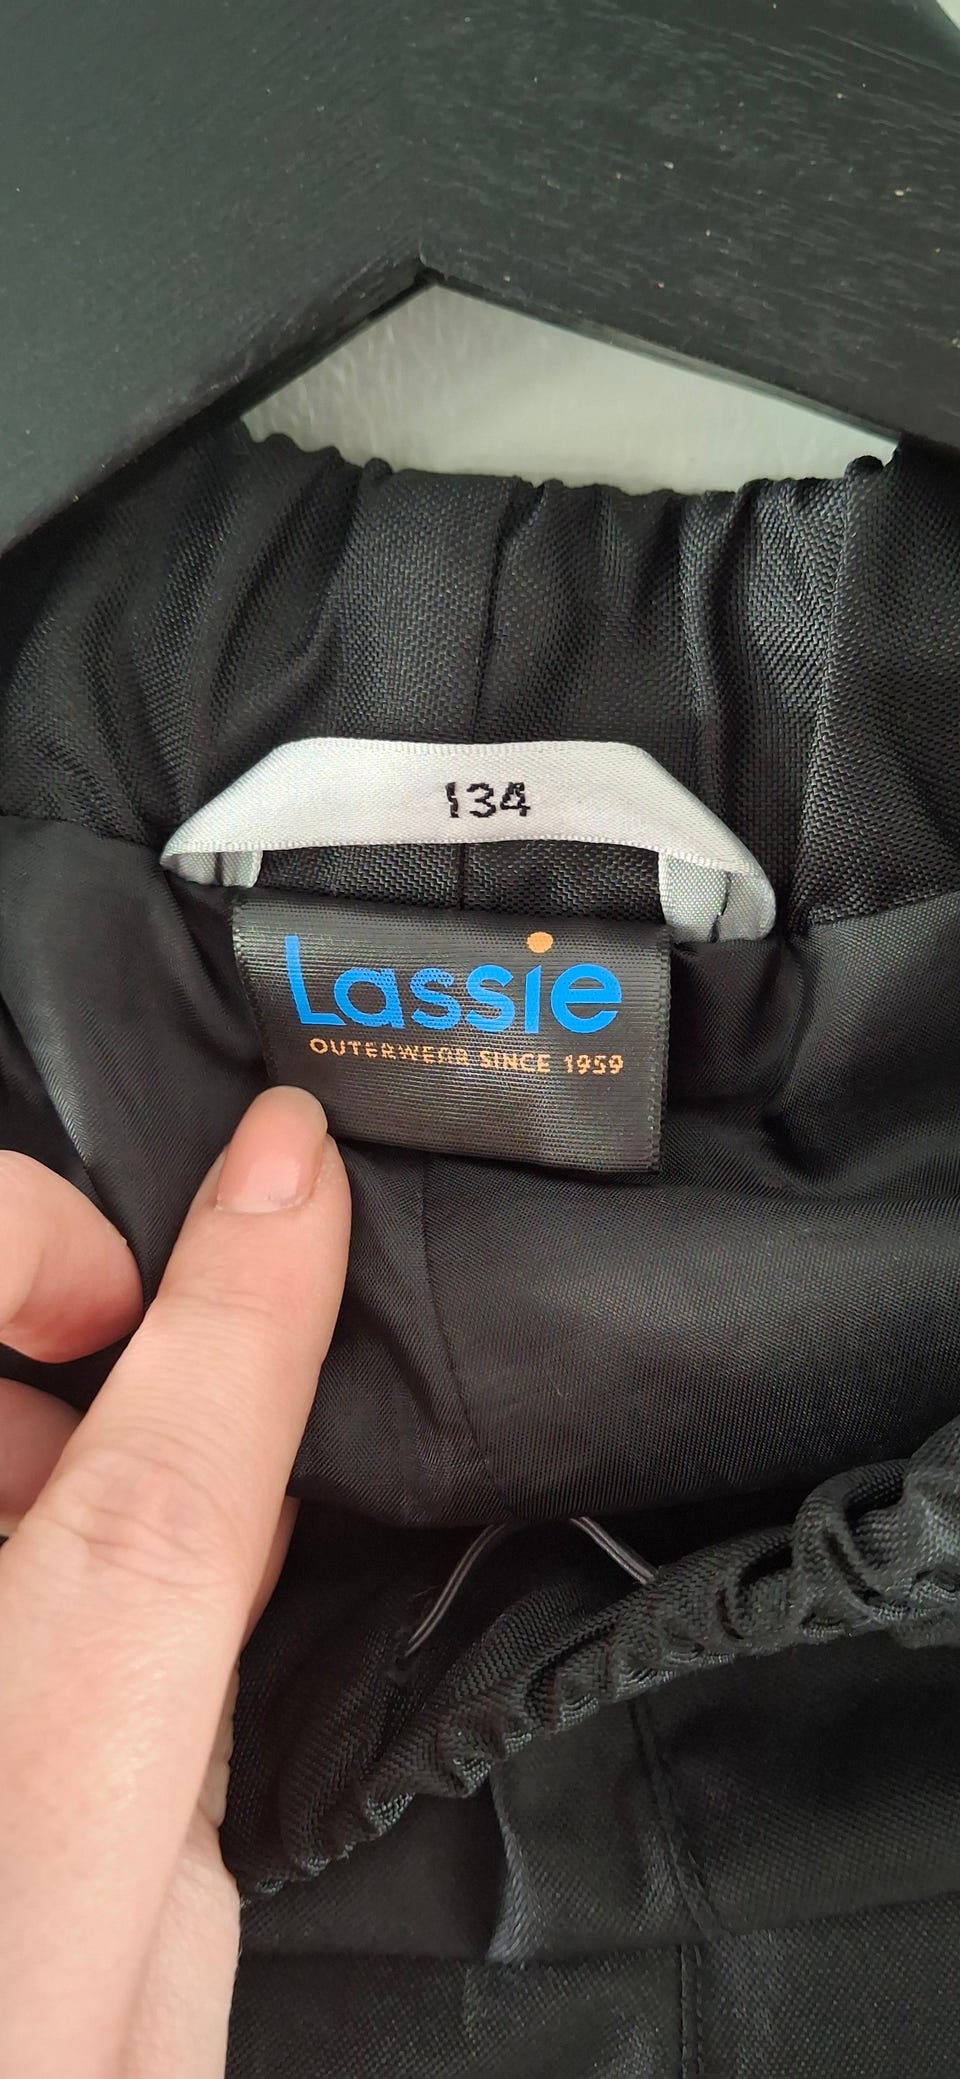 134
Lassie
OUTERWEAR SINCE 1959